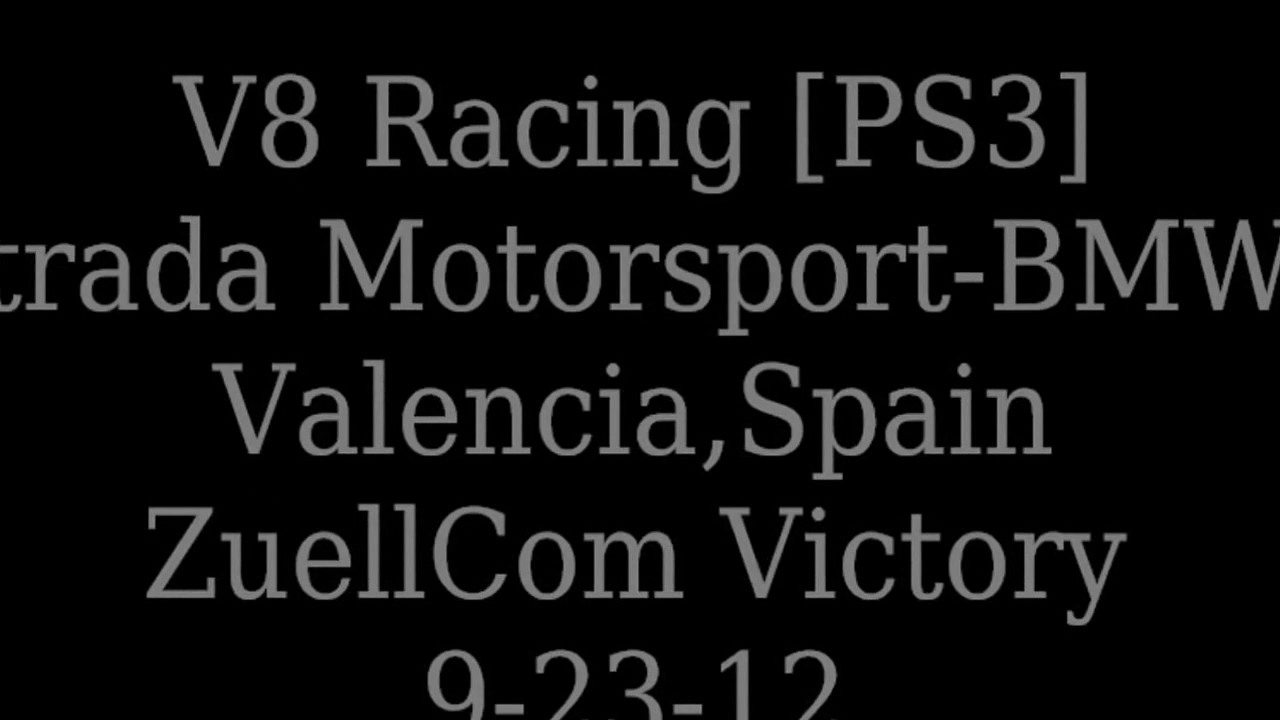 V8 Racing [PS3]
trada Motorsport-BMW
Valencia,Spain
ZuellCom Victory
9-23-12